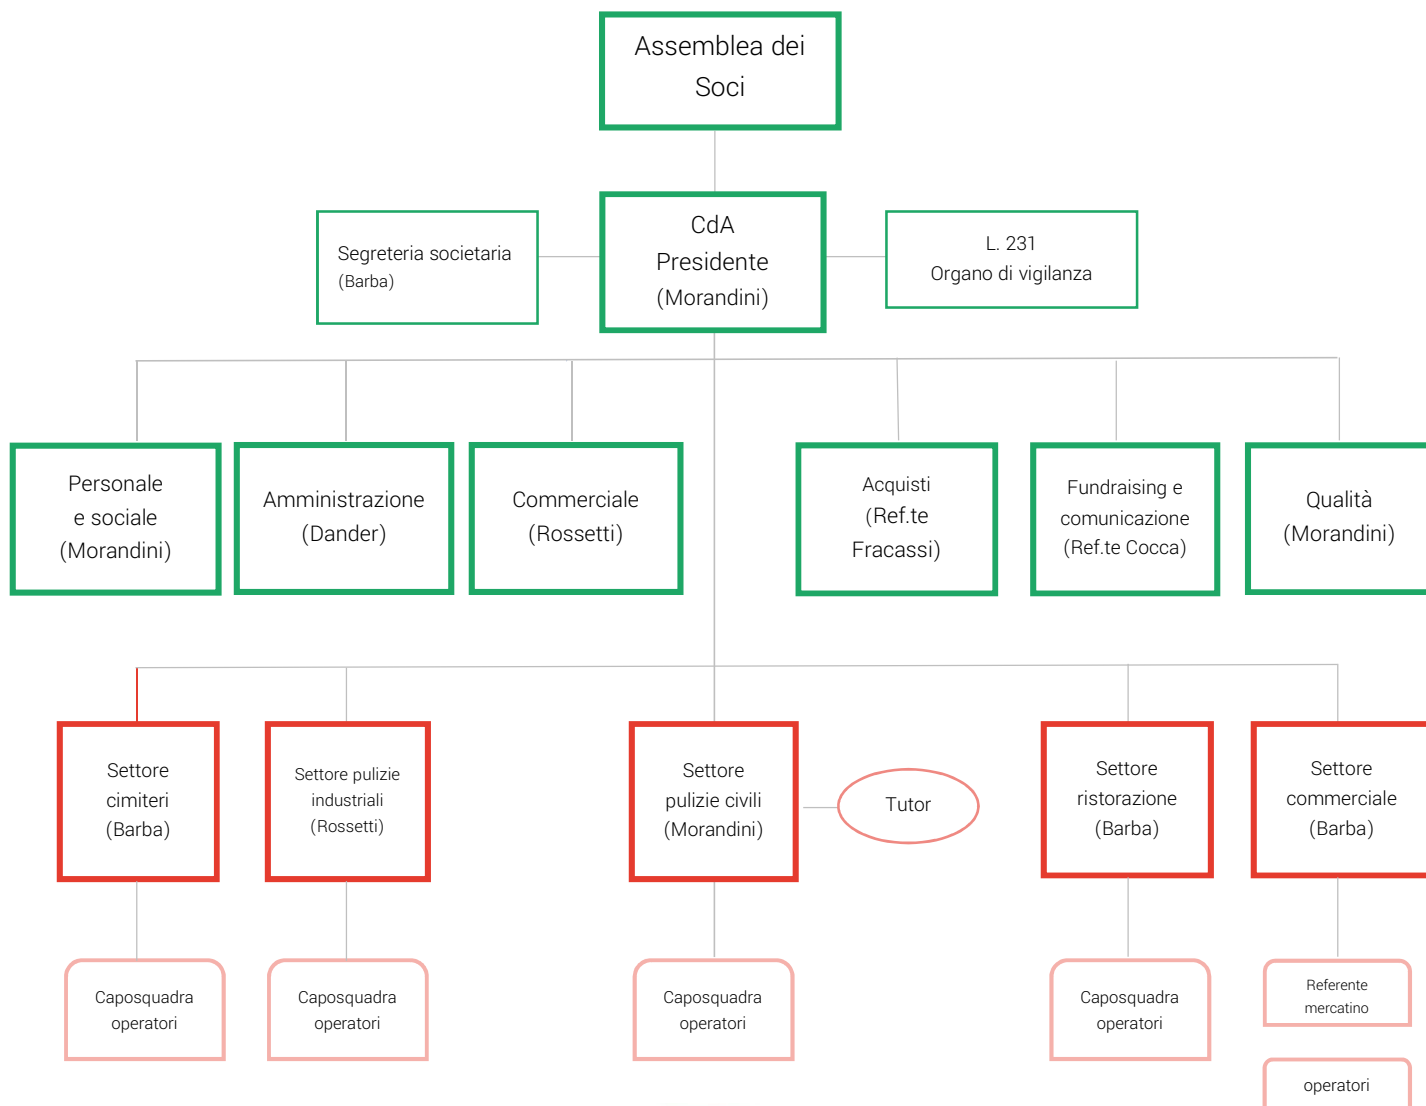 Assemblea dei
Soci
Segreteria societaria
(Barba)
CdA
Presidente
(Morandini)
L. 231
Organo di vigilanza
Personale
e sociale
(Morandini)
Amministrazione
(Dander)
Commerciale
(Rossetti)
Acquisti
(Ref.te
Fracassi)
Fundraising e
comunicazione
(Ref.te Cocca)
Qualità
(Morandini)
Settore
cimiteri
(Barba)
Settore pulizie
industriali
(Rossetti)
Settore
pulizie civili
(Morandini)
Tutor
Settore
ristorazione
(Barba)
Settore
commerciale
(Barba)
Caposquadra
operatori
Caposquadra
operatori
Caposquadra
operatori
Caposquadra
operatori
Referente
mercatino
operatori